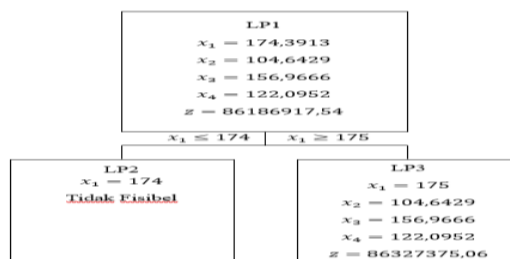 LP1
x₁ = 174,3913
x₂ = 104,6429
x₃ = 156,9666
x₄ = 122,0952
z = 86186917,54
x₁ ≤ 174
x₁ ≥ 175
LP2
x₁ = 174
Tidak Fisibel
LP3
x₁ = 175
x₂ = 104,6429
x₃ = 156,9666
x₄ = 122,0952
z = 86327375,06